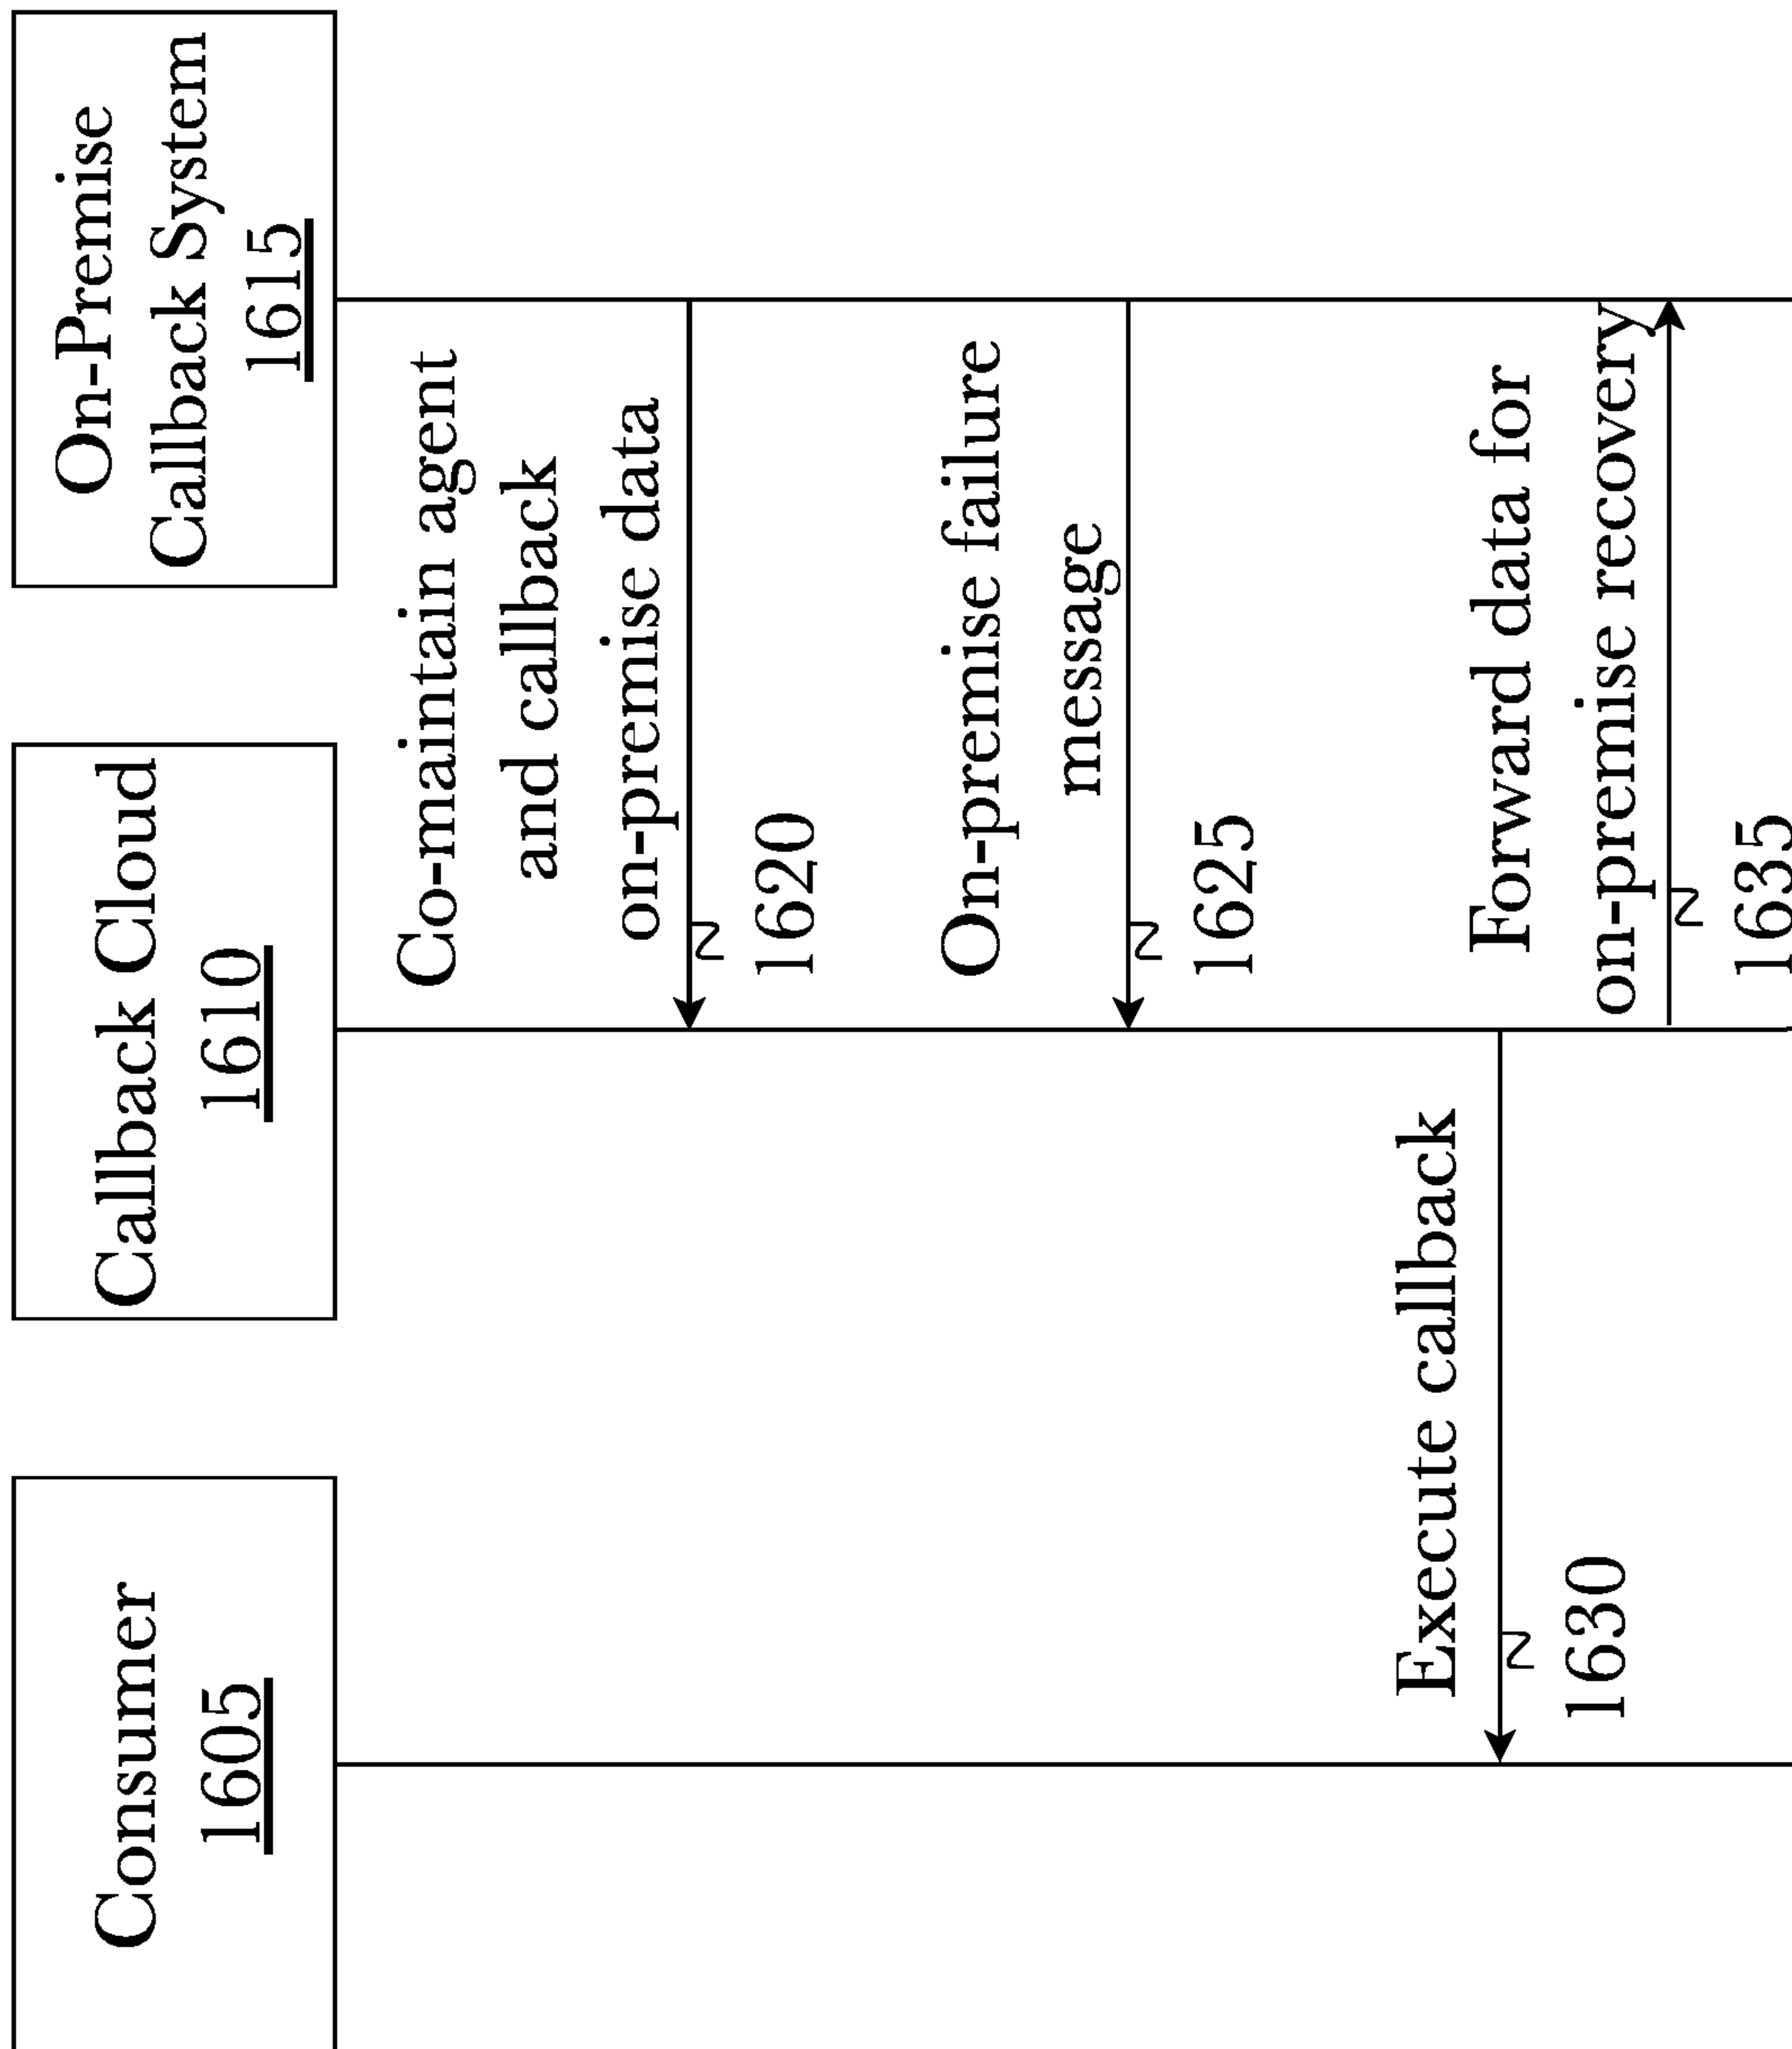 Consumer
1605
Callback Cloud
1610
On-Premise
Callback System
1615
Co-maintain agent
and callback
on-premise data
1620
On-premise failure
message
1625
Execute callback
1630
Forward data for
on-premise recovery
1635